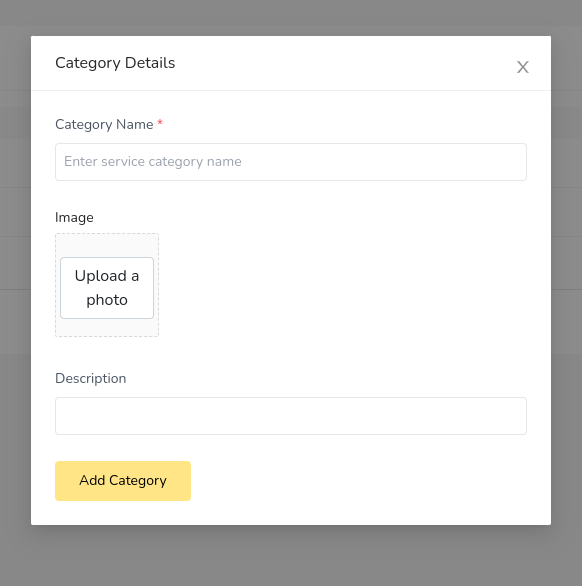 Category Details
X
Category Name *
Enter service category name
Image
Upload a
photo
Description
Add Category